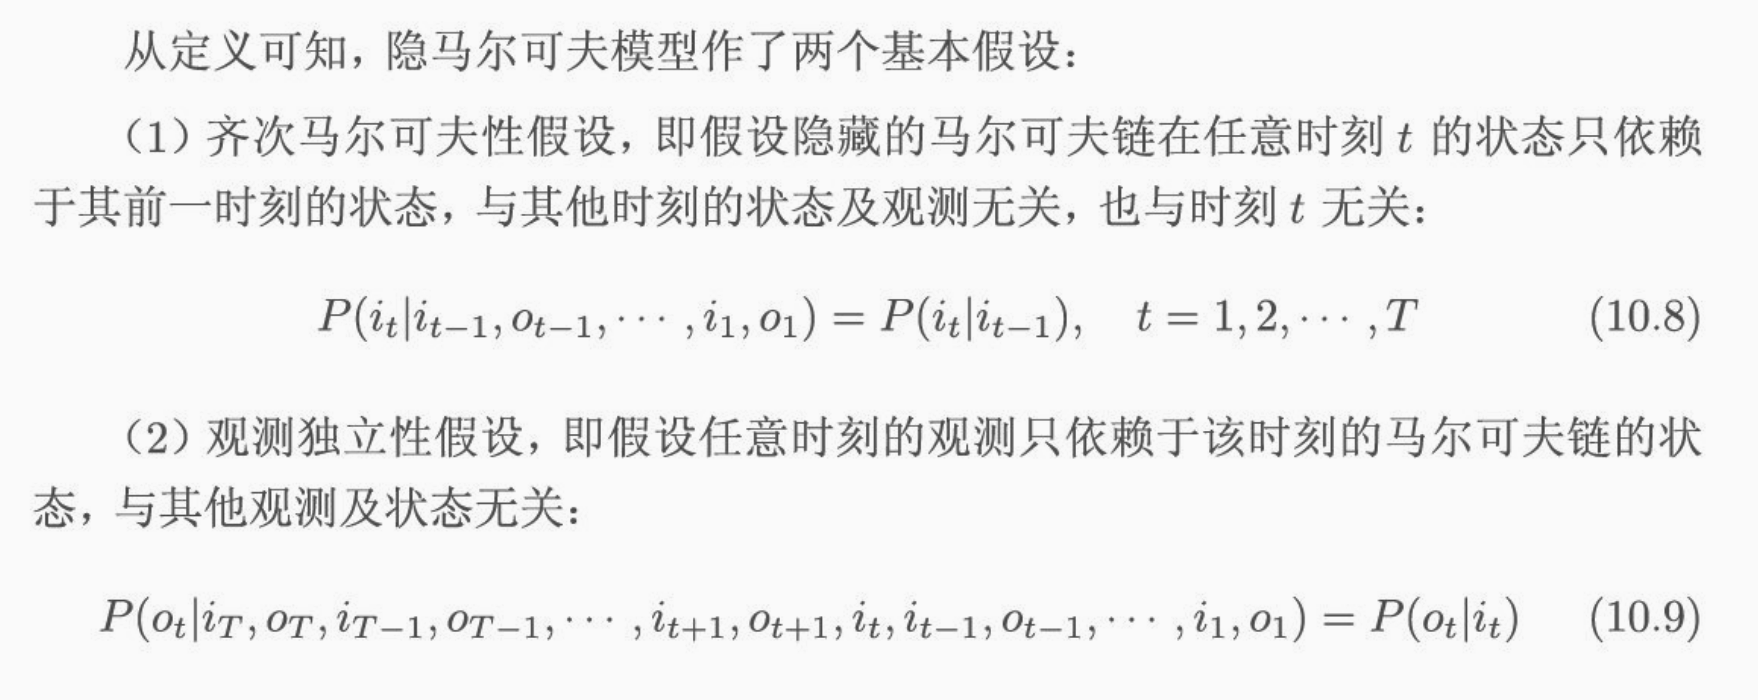 从定义可知，隐马尔可夫模型作了两个基本假设：
（1）齐次马尔可夫性假设，即假设隐藏的马尔可夫链在任意时刻 t 的状态只依赖
于其前一时刻的状态，与其他时刻的状态及观测无关，也与时刻 t 无关：
P(i_t|i_{t−1}, o_{t−1}, ⋯ , i_1, o_1) = P(i_t|i_{t−1}), t = 1, 2, ⋯ , T (10.8)
（2）观测独立性假设，即假设任意时刻的观测只依赖于该时刻的马尔可夫链的状
态，与其他观测及状态无关：
P(o_t|i_T, o_T, i_{T−1}, o_{T−1}, ⋯ , i_{t+1}, o_{t+1}, i_t, i_{t−1}, o_{t−1}, ⋯ , i_1, o_1) = P(o_t|i_t) (10.9)